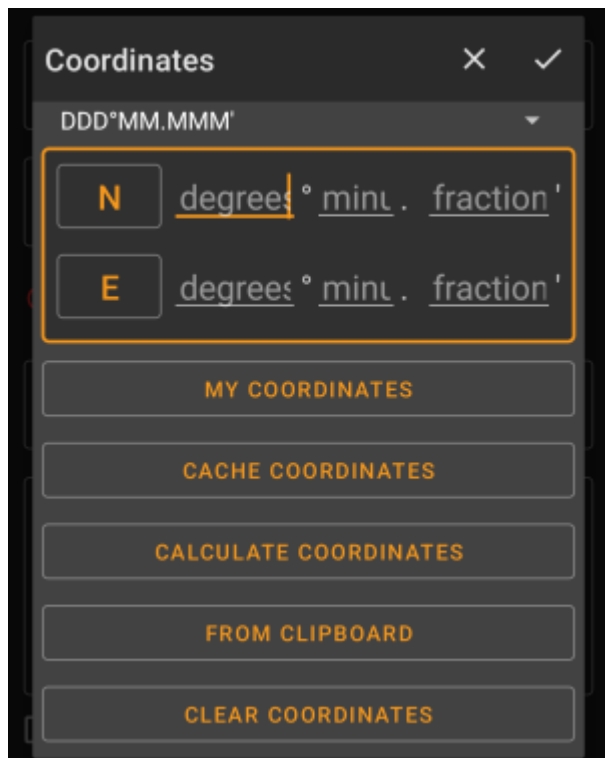 Coordinates
DDD°MM.MMM'
N degrees ° minu . fraction '
E degrees ° minu . fraction '
MY COORDINATES
CACHE COORDINATES
CALCULATE COORDINATES
FROM CLIPBOARD
CLEAR COORDINATES